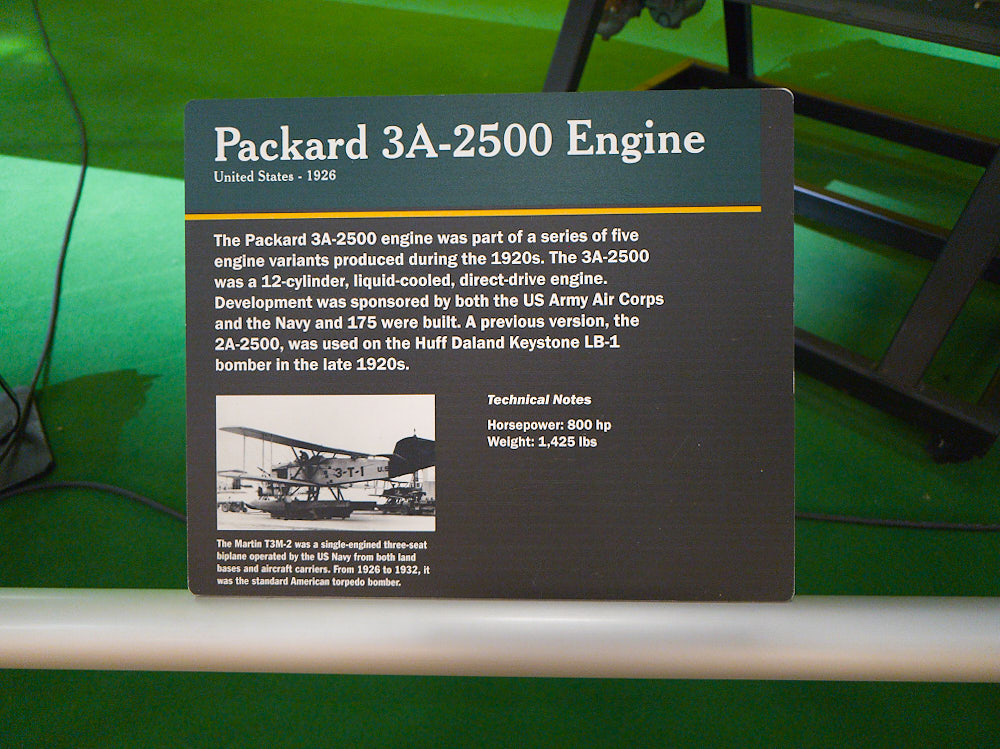 Packard 3A-2500 Engine
United States - 1926
The Packard 3A-2500 engine was part of a series of five
engine variants produced during the 1920s. The 3A-2500
was a 12-cylinder, liquid-cooled, direct-drive engine.
Development was sponsored by both the US Army Air Corps
and the Navy and 175 were built. A previous version, the
2A-2500, was used on the Huff Daland Keystone LB-1
bomber in the late 1920s.
3-T-1 U.S
The Martin T3M-2 was a single-engined three-seat
biplane operated by the US Navy from both land
bases and aircraft carriers. From 1926 to 1932, it
was the standard American torpedo bomber.
Technical Notes
Horsepower: 800 hp
Weight: 1,425 lbs